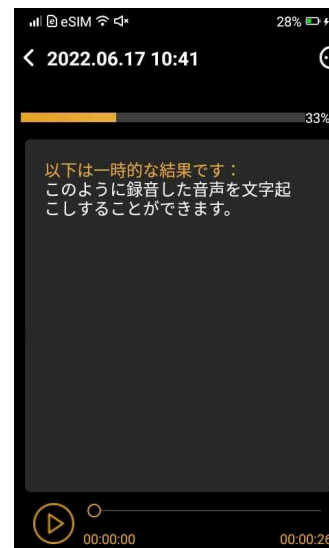 eSIM 28%
2022.06.17 10:41
33%
以下は一時的な結果です：
このように録音した音声を文字起
こしすることができます。
00:00:00 00:00:26